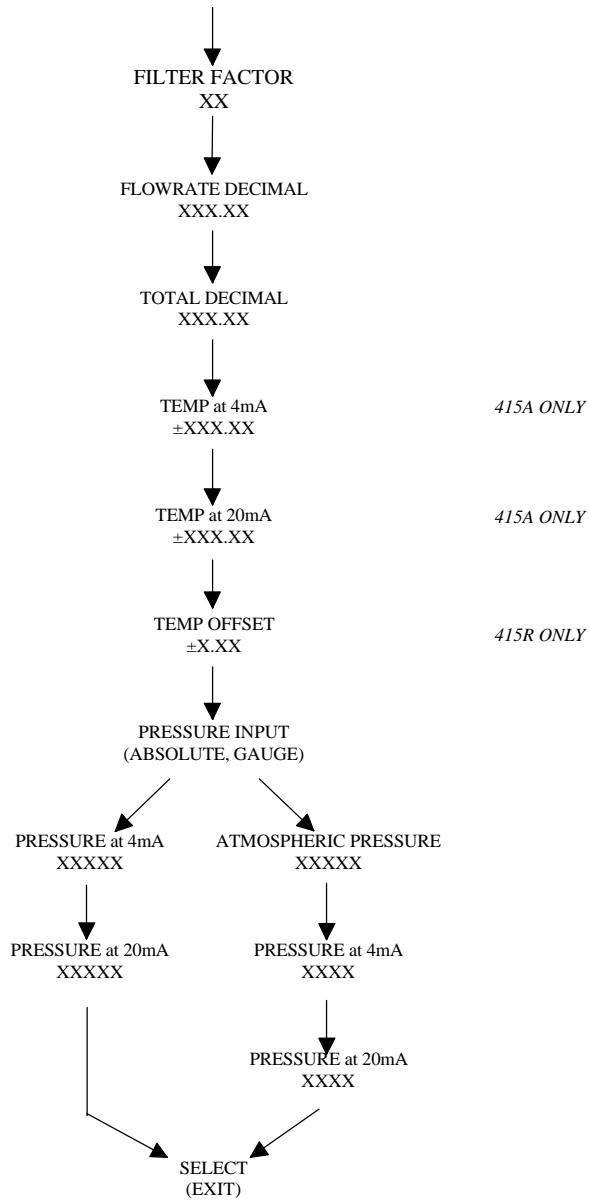 FILTER FACTOR
XX
FLOWRATE DECIMAL
XXX.XX
TOTAL DECIMAL
XXX.XX
TEMP at 4mA
±XXX.XX
415A ONLY
TEMP at 20mA
±XXX.XX
415A ONLY
TEMP OFFSET
±X.XX
415R ONLY
PRESSURE INPUT
(ABSOLUTE, GAUGE)
PRESSURE at 4mA
XXXXX
ATMOSPHERIC PRESSURE
XXXXX
PRESSURE at 20mA
XXXXX
PRESSURE at 4mA
XXXX
PRESSURE at 20mA
XXXX
SELECT
(EXIT)